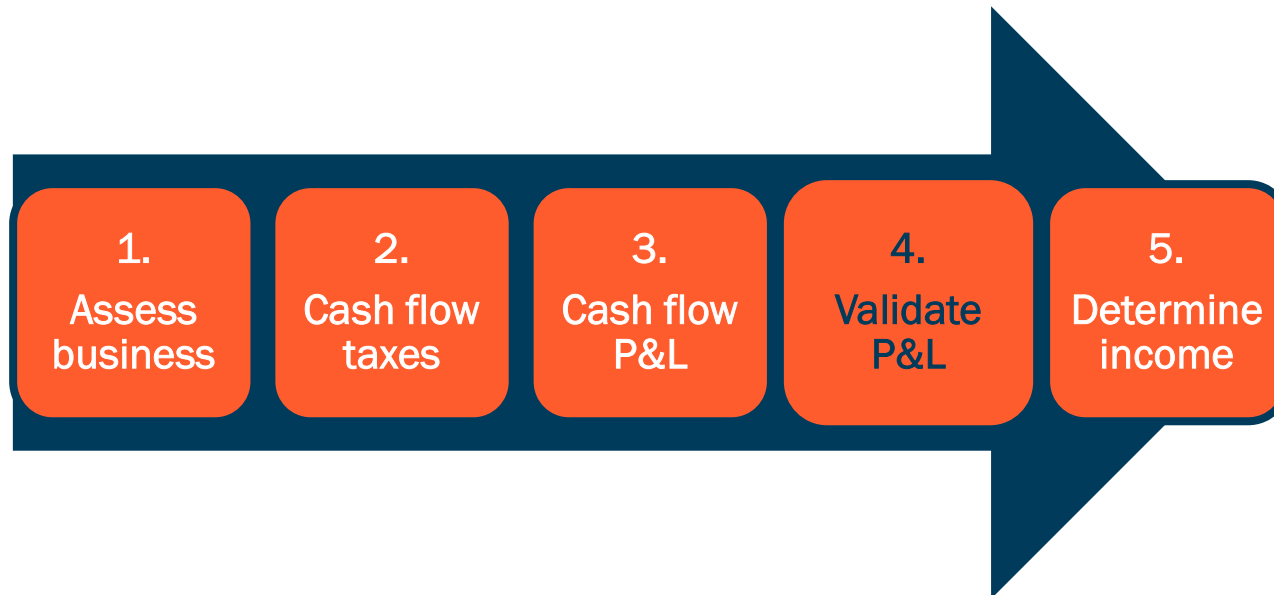 1.
Assess
business
2.
Cash flow
taxes
3.
Cash flow
P&L
4.
Validate
P&L
5.
Determine
income